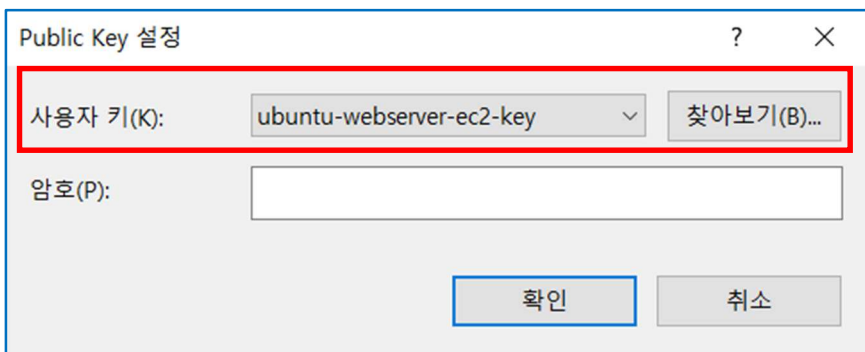 Public Key 설정 ?
사용자 키(K): ubuntu-webserver-ec2-key 찾아보기(B)...
암호(P):
확인 취소